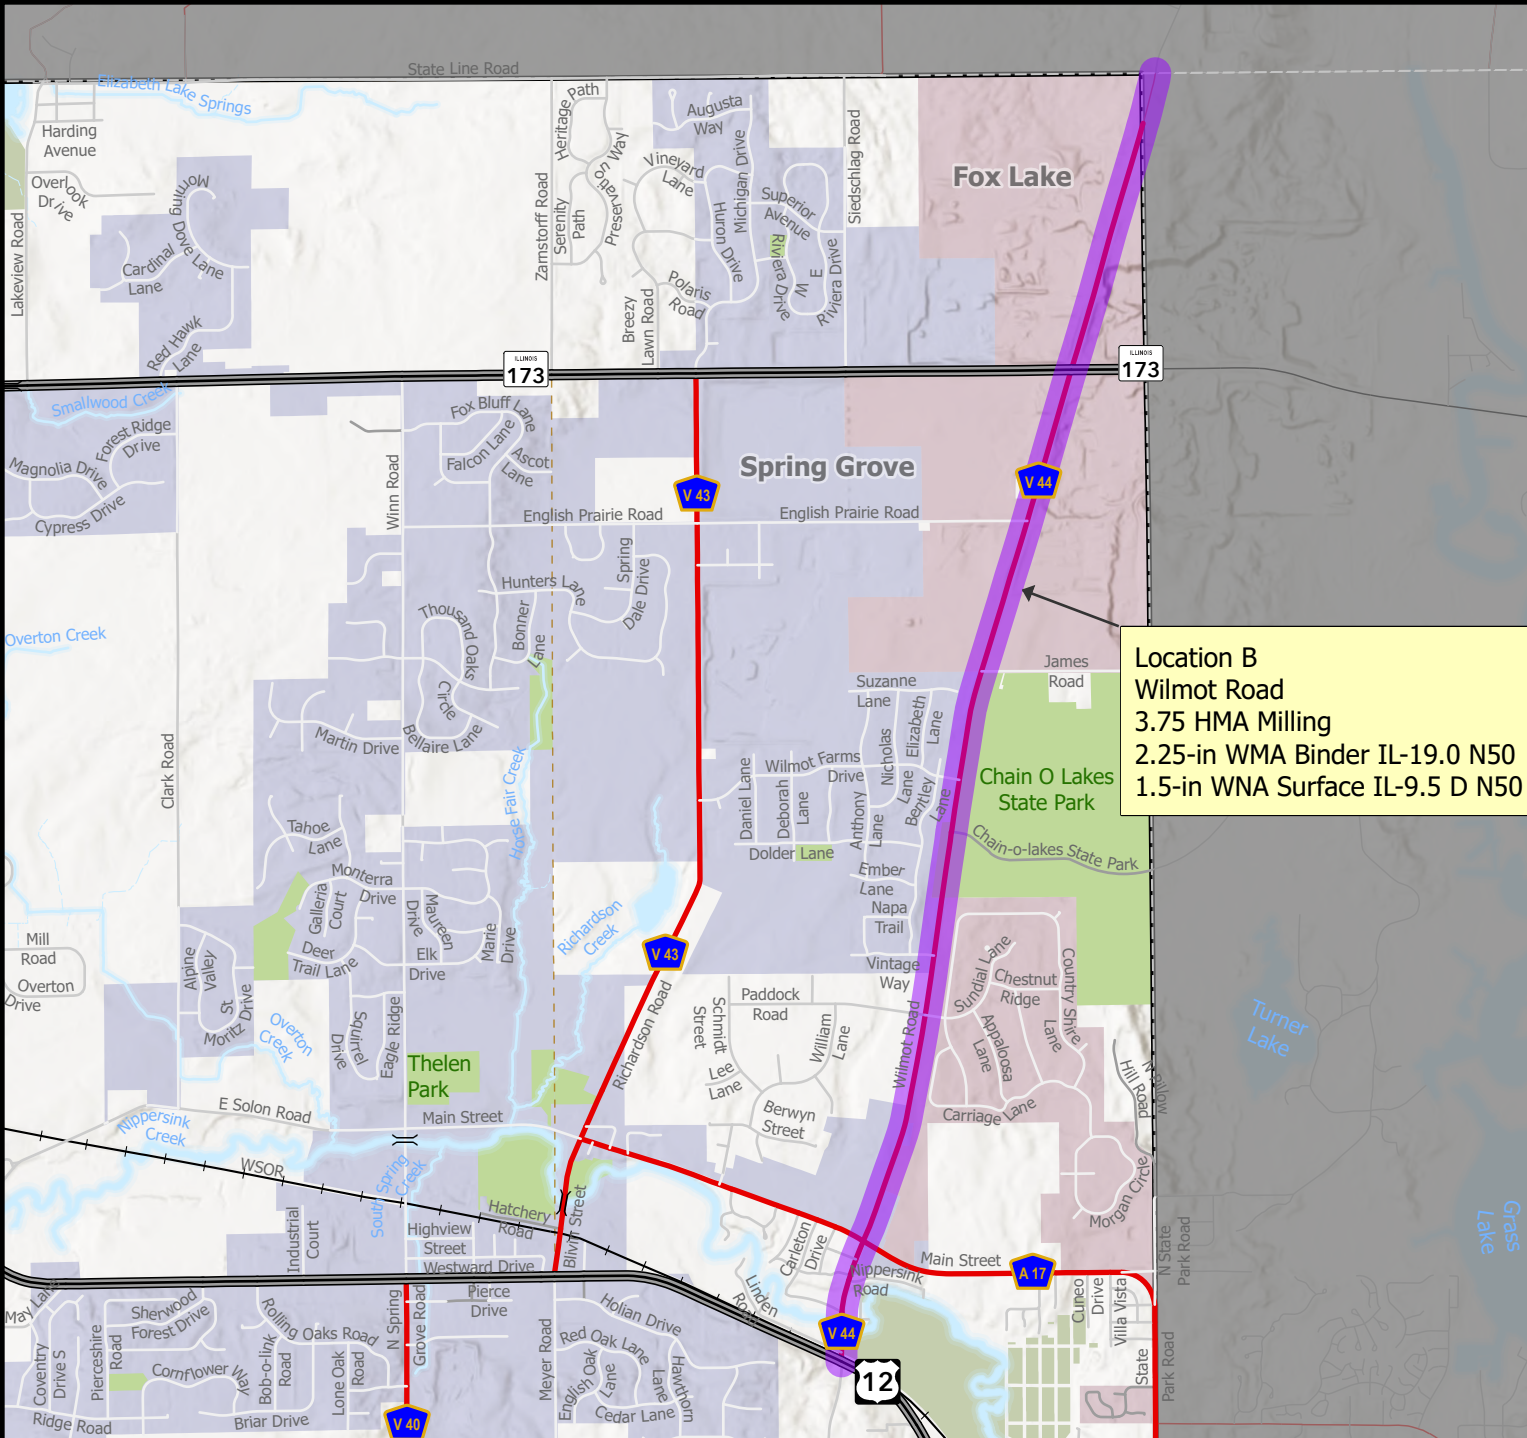 State Line Road
Elizabeth Lake Springs
Harding
Avenue
Overlook
Drive
Lakeview Road
Morning Dove Lane
Cardinal
Lane
Red Hawk
Lane
Zarnstorff Road
Heritage
Path
Serenity
Path
Preservation Way
Augusta
Way
Vineyard
Lane
Michigan Drive
Huron Drive
Superior
Avenue
Riviera Drive
W E
Riviera Drive
Siedschlag Road
Polaris
Road
Breezy
Lawn Road
Fox Lake
ILLINOIS
173
ILLINOIS
173
Smallwood Creek
Forest Ridge
Drive
Magnolia Drive
Cypress Drive
Winn Road
Fox Bluff Lane
Falcon Lane
Ascot
Lane
V 43
Spring Grove
V 44
English Prairie Road
English Prairie Road
Hunters Lane
Spring
Dale Drive
Bonner
Lane
Thousand Oaks
Circle
Overton Creek
Martin Drive
Bellaire Lane
Clark Road
Horse Fair Creek
Location B
Wilmot Road
3.75 HMA Milling
2.25-in WMA Binder IL-19.0 N50
1.5-in WNA Surface IL-9.5 D N50
James
Road
Suzanne
Lane
Nicholas
Lane
Elizabeth
Lane
Wilmot Farms
Drive
Daniel Lane
Deborah
Lane
Anthony
Lane
Bentley
Lane
Dolder Lane
Chain O Lakes
State Park
Chain-o-lakes State Park
Ember
Lane
Napa
Trail
Vintage
Way
Tahoe
Lane
Monterra
Drive
Galleria
Court
Maureen
Drive
Deer
Trail Lane
Elk
Drive
Marie
Drive
Richardson
Creek
V 43
Mill
Road
Overton
Drive
Alpine
Valley
St
Moritz Drive
Overton
Creek
Squirrel
Drive
Eagle Ridge
Thelen
Park
Richardson Road
Schmidt
Street
Paddock
Road
William
Lane
Lee
Lane
Berwyn
Street
Wilmot Road
Sundial Lane
Chestnut
Ridge
Country Shire
Lane
Appaloosa
Lane
Carriage Lane
N Willow
Hill Road
Turner
Lake
Morgan Circle
E Solon Road
Nippersink
Creek
Main Street
WSOR
South Spring
Creek
Hatchery
Road
Industrial
Court
Highview
Street
Westward Drive
Blivin Street
Carleton
Drive
Nippersink
Road
Main Street
A 17
N State
Park Road
Grass
Lake
May Lane
Sherwood
Forest Drive
Rolling Oaks Road
N Spring
Grove Road
Pierce
Drive
Holian Drive
Linden
Road
V 44
12
Cuneo
Drive
Villa Vista
State
Park Road
Coventry
Drive S
Pierceshire
Road
Cornflower Way
Bob-o-link
Road
Lone Oak
Road
Meyer Road
Red Oak Lane
English Oak
Lane
Hawthorn
Lane
Cedar Lane
Ridge Road
Briar Drive
V 40